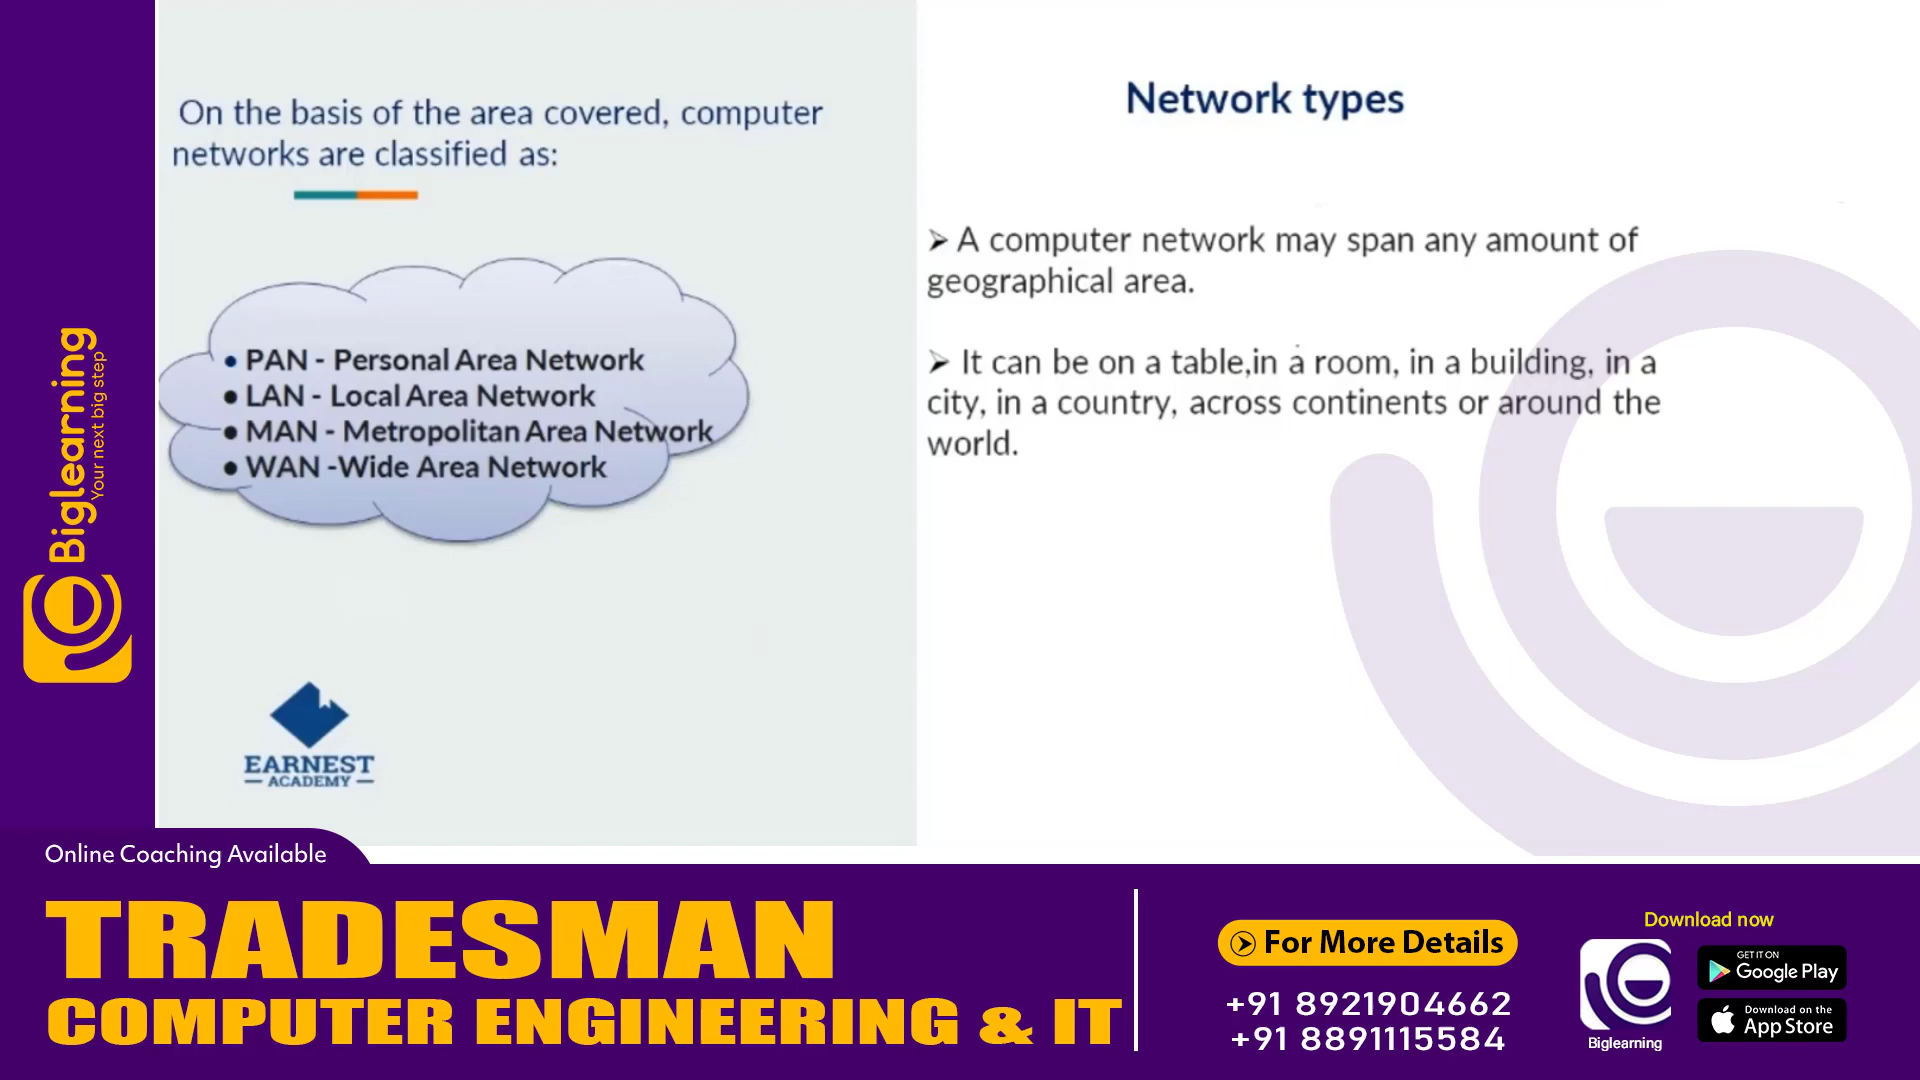 On the basis of the area covered, computer
networks are classified as:
• PAN - Personal Area Network
• LAN - Local Area Network
• MAN - Metropolitan Area Network
• WAN -Wide Area Network
EARNEST
ACADEMY
Network types
➢ A computer network may span any amount of
geographical area.
➢ It can be on a table,in a room, in a building, in a
city, in a country, across continents or around the
world.
Biglearning
Your next big step
Online Coaching Available
TRADESMAN
COMPUTER ENGINEERING & IT
For More Details
+91 8921904662
+91 8891115584
Download now
Biglearning
GET IT ON
Google Play
Download on the
App Store